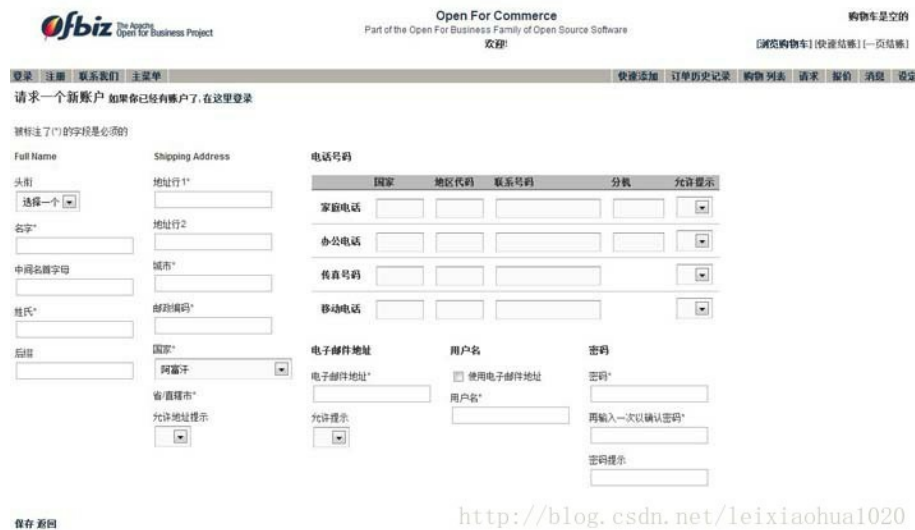 Ofbiz The Apache Open for Business Project
Open For Commerce
Part of the Open For Business Family of Open Source Software
欢迎!
购物车是空的
[浏览购物车] [快速结账] [一页结账]
登录 注册 联系我们 主菜单
快速添加 订单历史记录 购物列表 请求 报价 消息 设定
请求一个新账户 如果你已经有账户了,在这里登录
被标注了(*)的字段是必须的
Full Name
头衔
选择一个
名字*
中间名首字母
姓氏*
后缀
Shipping Address
地址行1*
地址行2
城市*
邮政编码*
国家*
阿富汗
省/直辖市*
允许地址提示
电话号码
国家 地区代码 联系号码 分机 允许提示
家庭电话
办公电话
传真号码
移动电话
电子邮件地址
电子邮件地址*
允许提示
用户名
使用电子邮件地址
用户名*
密码
密码*
再输入一次以确认密码*
密码提示
保存 返回
http://blog.csdn.net/leixiaohua1020